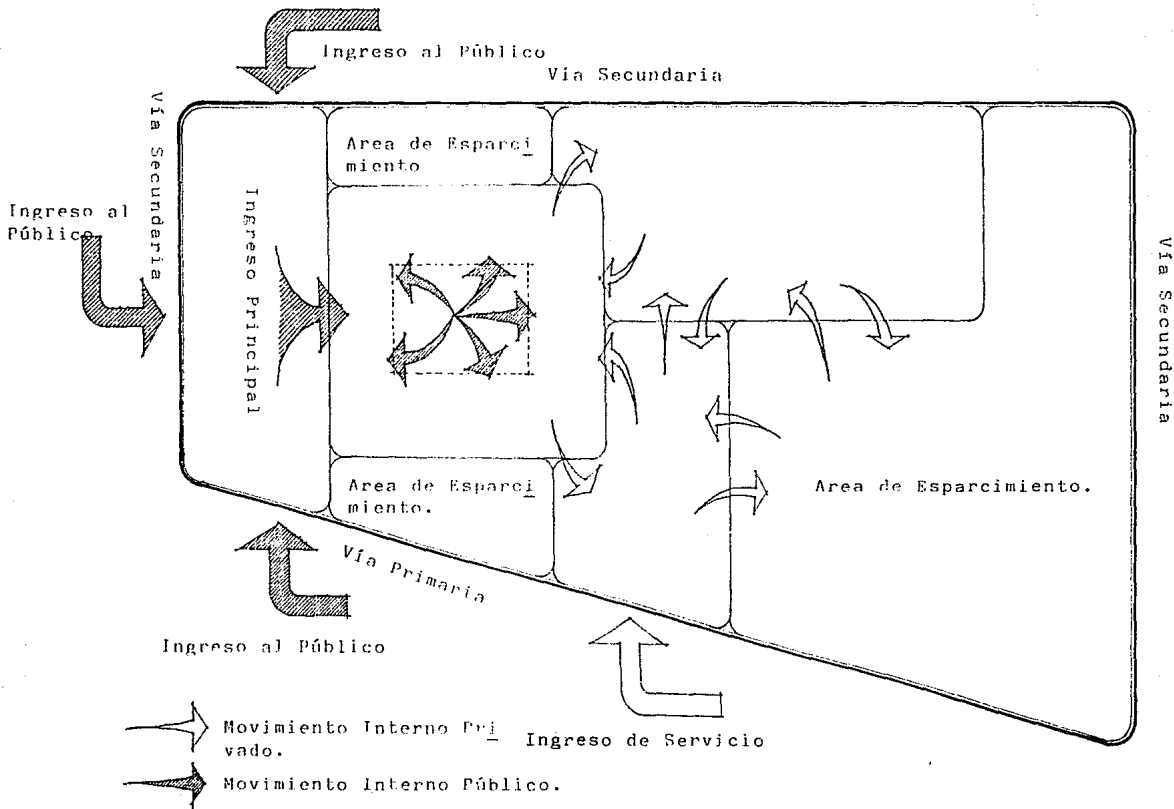 Ingreso al Público
Vía Secundaria
Vía Secundaria
Area de Esparci
miento
Ingreso al
Público
Ingreso Principal
Vía Secundaria
Area de Esparci
miento.
Area de Esparcimiento.
Vía Primaria
Ingreso al Público
Movimiento Interno Pri
vado.
Ingreso de Servicio
Movimiento Interno Público.